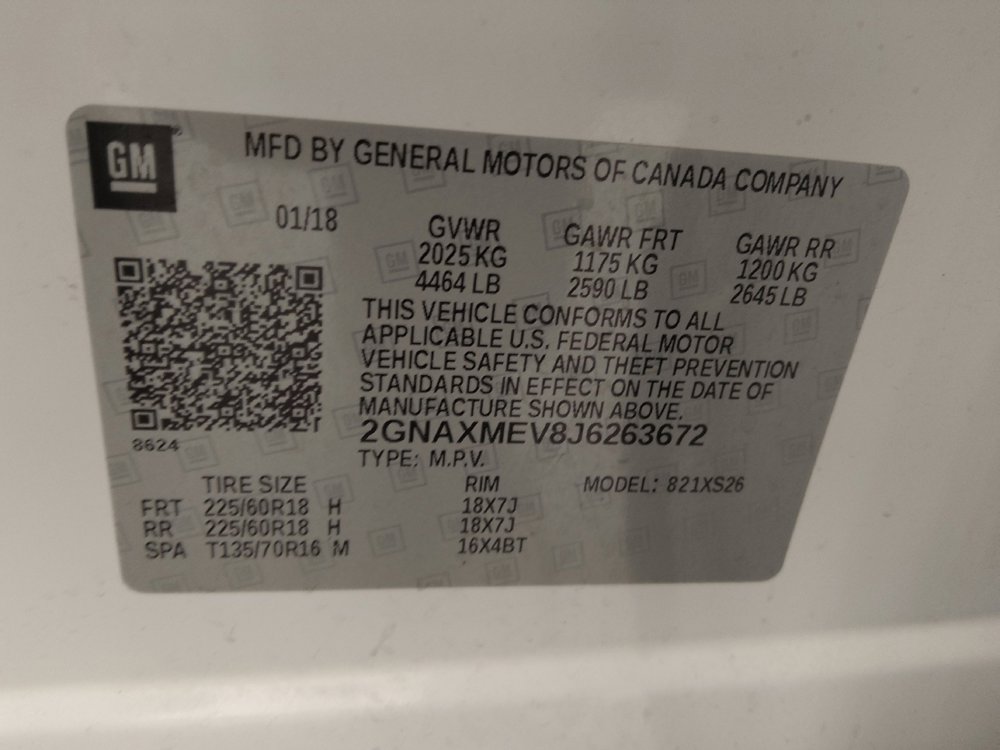 GM
MFD BY GENERAL MOTORS OF CANADA COMPANY
01/18
GVWR GAWR FRT GAWR RR
2025 KG 1175 KG 1200 KG
4464 LB 2590 LB 2645 LB
THIS VEHICLE CONFORMS TO ALL
APPLICABLE U.S. FEDERAL MOTOR
VEHICLE SAFETY AND THEFT PREVENTION
STANDARDS IN EFFECT ON THE DATE OF
MANUFACTURE SHOWN ABOVE.
8624
2GNAXMEV8J6263672
TYPE: M.P.V.
TIRE SIZE RIM MODEL: 821XS26
FRT 225/60R18 H 18X7J
RR 225/60R18 H 18X7J
SPA T135/70R16 M 16X4BT